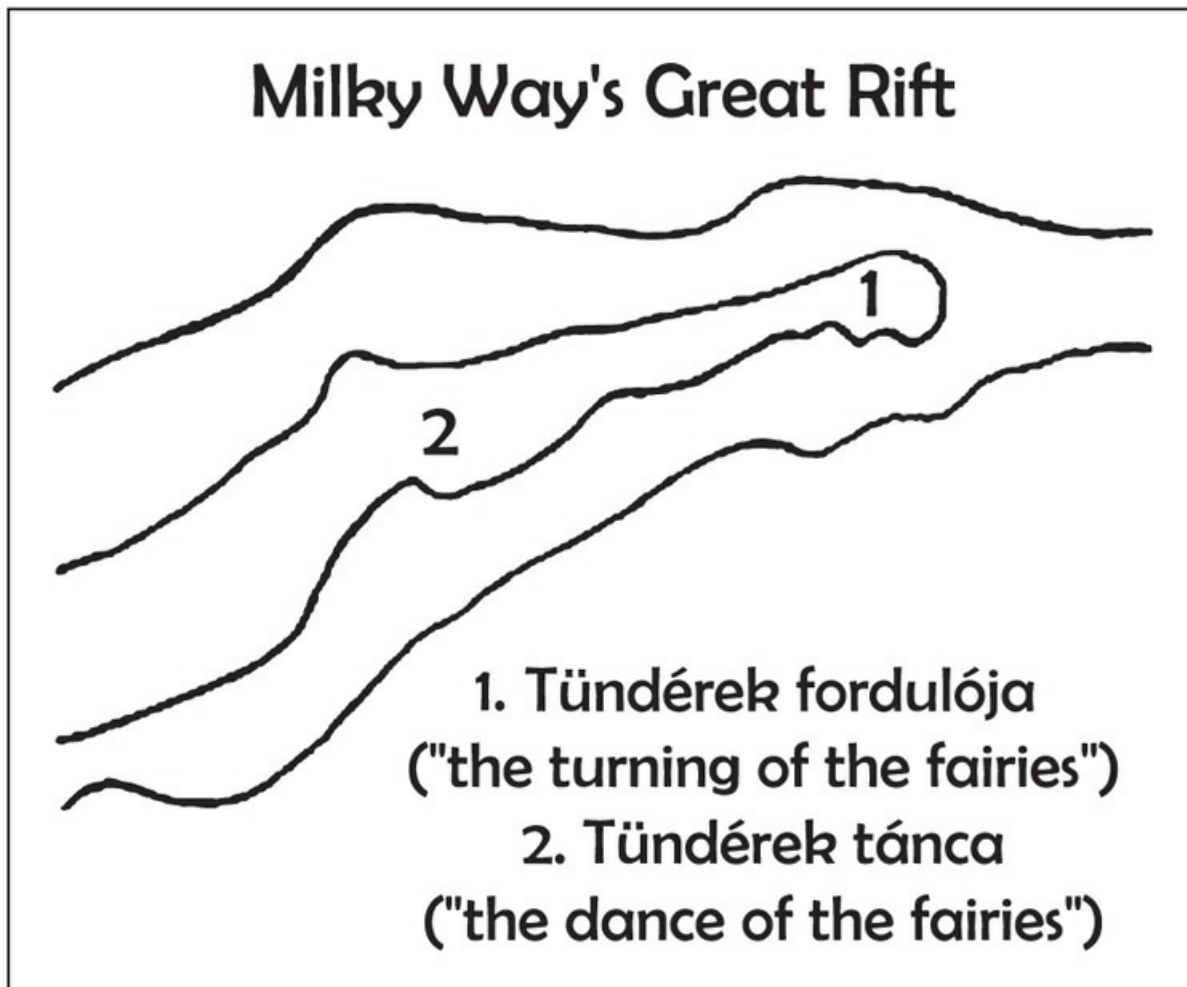 Milky Way's Great Rift
1
2
1. Tündérek fordulója
("the turning of the fairies")
2. Tündérek tánca
("the dance of the fairies")